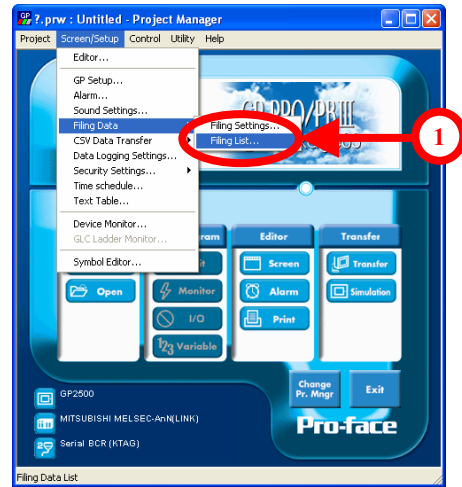 ?.prw : Untitled - Project Manager
Project Screen/Setup Control Utility Help
Editor...
GP Setup...
Alarm...
Sound Settings...
Filing Data
CSV Data Transfer
Data Logging Settings...
Security Settings...
Time schedule...
Text Table...
Device Monitor...
GLC Ladder Monitor...
Symbol Editor...
Filing Settings...
Filing List...
1
GP PRO/PBIII
Editor Transfer
Screen Transfer
Open Monitor Alarm Simulation
I/O Print
Variable
Change
Pr. Mngr
Exit
GP2500
MITSUBISHI MELSEC-AnN(LINK)
Serial BCR (KTAG)
Pro-face
Filing Data List